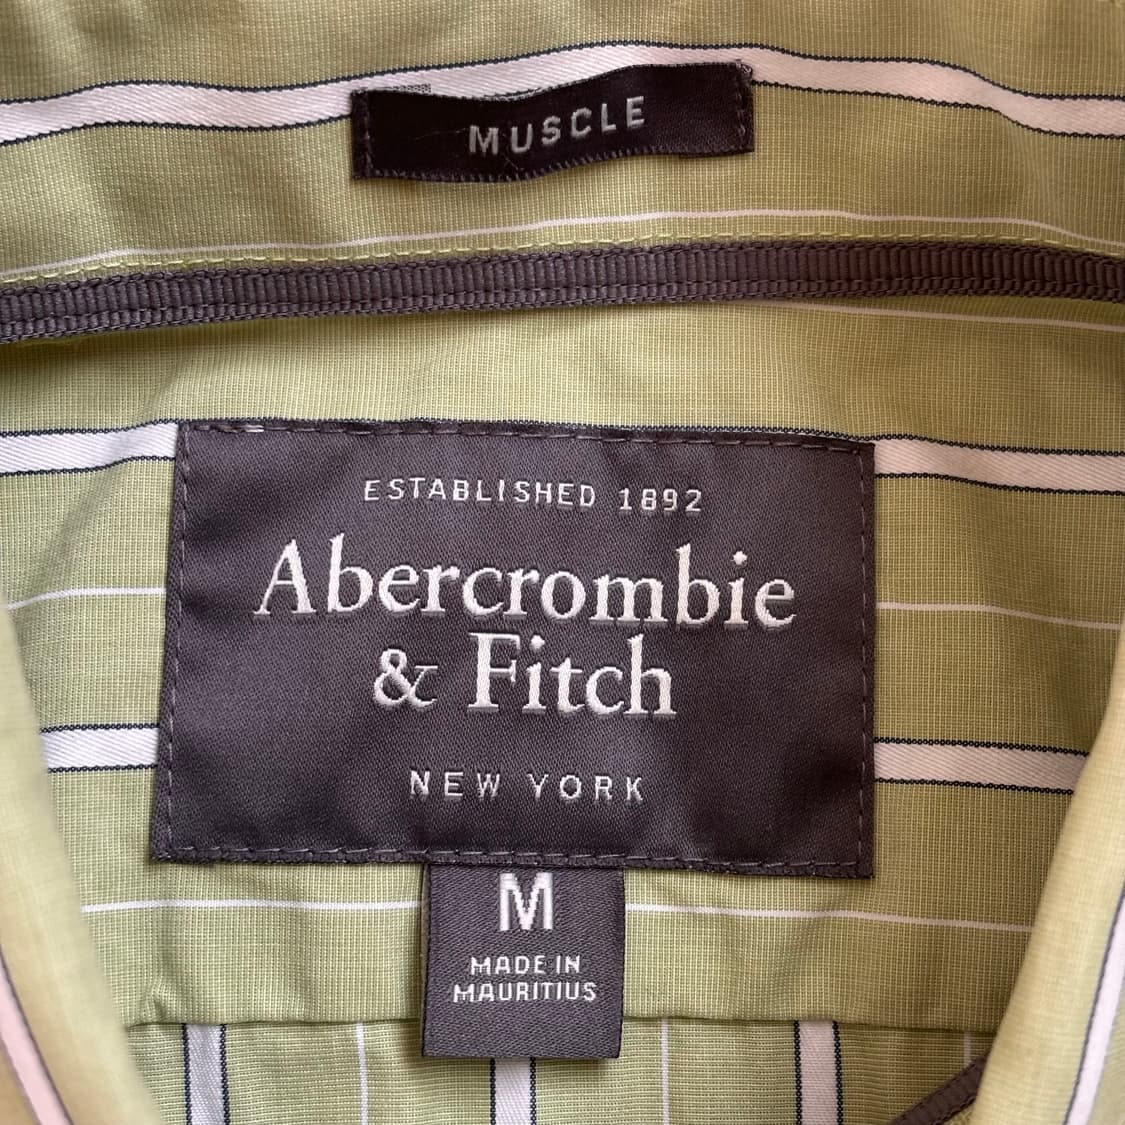 MUSCLE
ESTABLISHED 1892
Abercrombie
& Fitch
NEW YORK
M
MADE IN
MAURITIUS